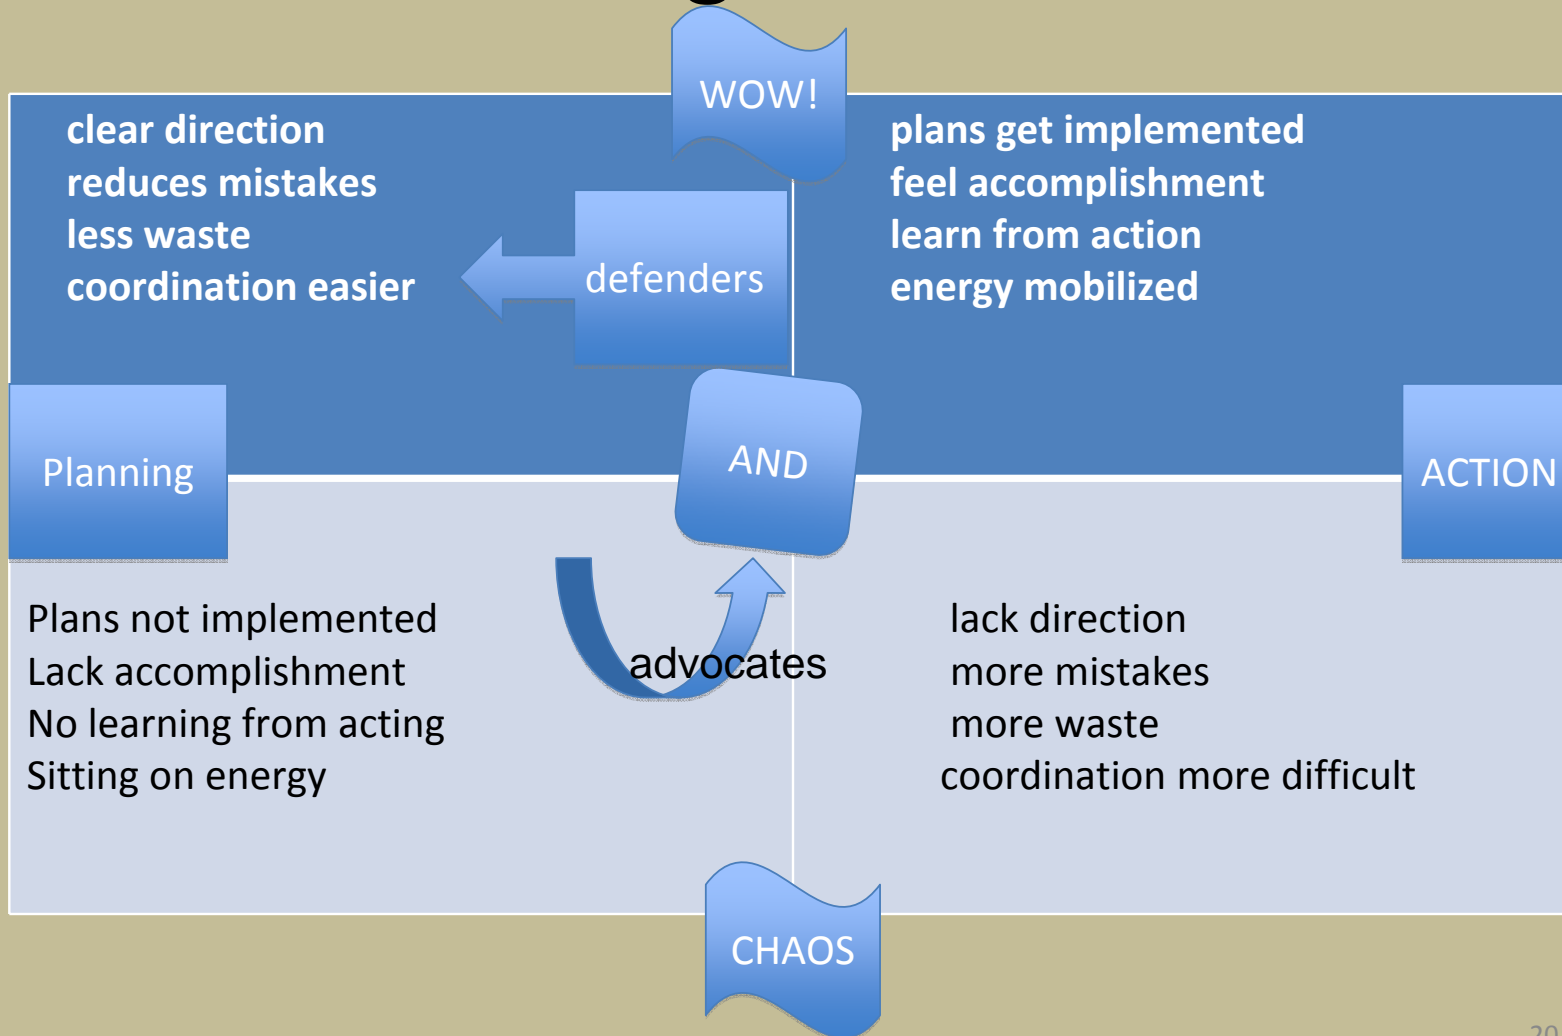 WOW!
clear direction
reduces mistakes
less waste
coordination easier
defenders
plans get implemented
feel accomplishment
learn from action
energy mobilized
Planning
AND
ACTION
Plans not implemented
Lack accomplishment
No learning from acting
Sitting on energy
advocates
lack direction
more mistakes
more waste
coordination more difficult
CHAOS